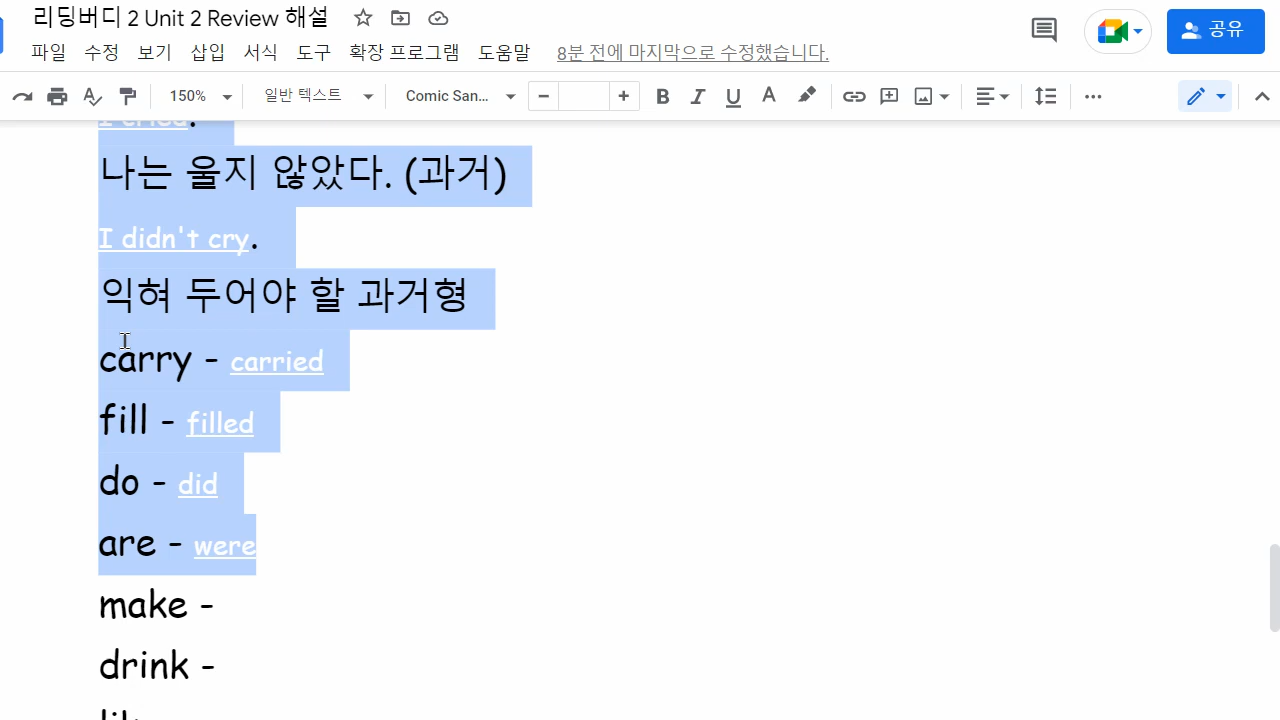 리딩버디 2 Unit 2 Review 해설
파일 수정 보기 삽입 서식 도구 확장 프로그램 도움말 8분 전에 마지막으로 수정했습니다. 공유
150% 일반 텍스트 Comic San... B I U A
I cried.
나는 울지 않았다. (과거)
I didn't cry.
익혀 두어야 할 과거형
carry - carried
fill - filled
do - did
are - were
make -
drink -